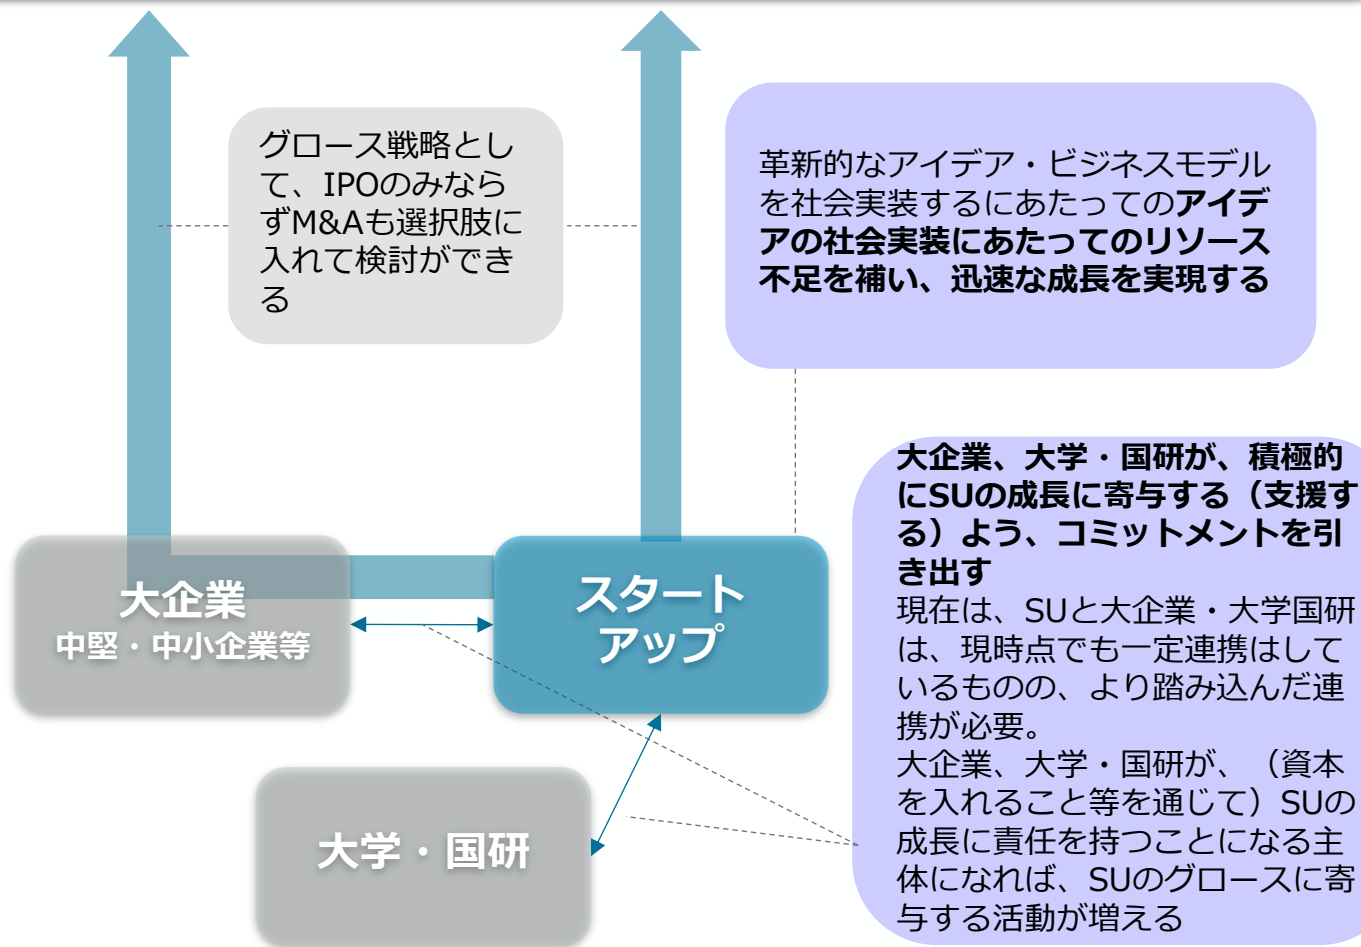 グロース戦略とし
て、IPOのみなら
ずM&Aも選択肢に
入れて検討ができ
る
革新的なアイデア・ビジネスモデル
を社会実装するにあたってのアイデ
アの社会実装にあたってのリソース
不足を補い、迅速な成長を実現する
大企業、大学・国研が、積極的
にSUの成長に寄与する（支援す
る）よう、コミットメントを引
き出す
現在は、SUと大企業・大学国研
は、現時点でも一定連携はして
いるものの、より踏み込んだ連
携が必要。
大企業、大学・国研が、（資本
を入れること等を通じて）SUの
成長に責任を持つことになる主
体になれば、SUのグロースに寄
与する活動が増える
大企業
中堅・中小企業等
スタート
アップ
大学・国研